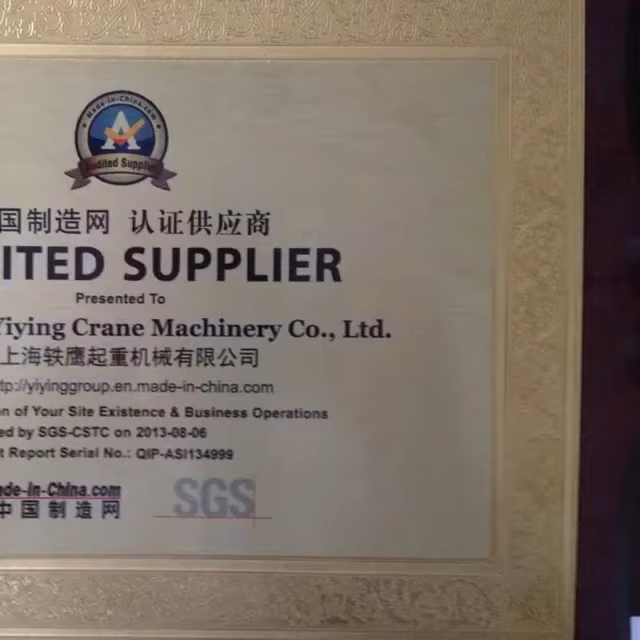 Made-in-China.com
Audited Supplier
国制造网 认证供应商
ITED SUPPLIER
Presented To
Yiying Crane Machinery Co., Ltd.
上海轶鹰起重机械有限公司
ttp://yiyinggroup.en.made-in-china.com
on of Your Site Existence & Business Operations
ed by SGS-CSTC on 2013-08-06
t Report Serial No.: QIP-ASI134999
ade-in-China.com
中国制造网
SGS